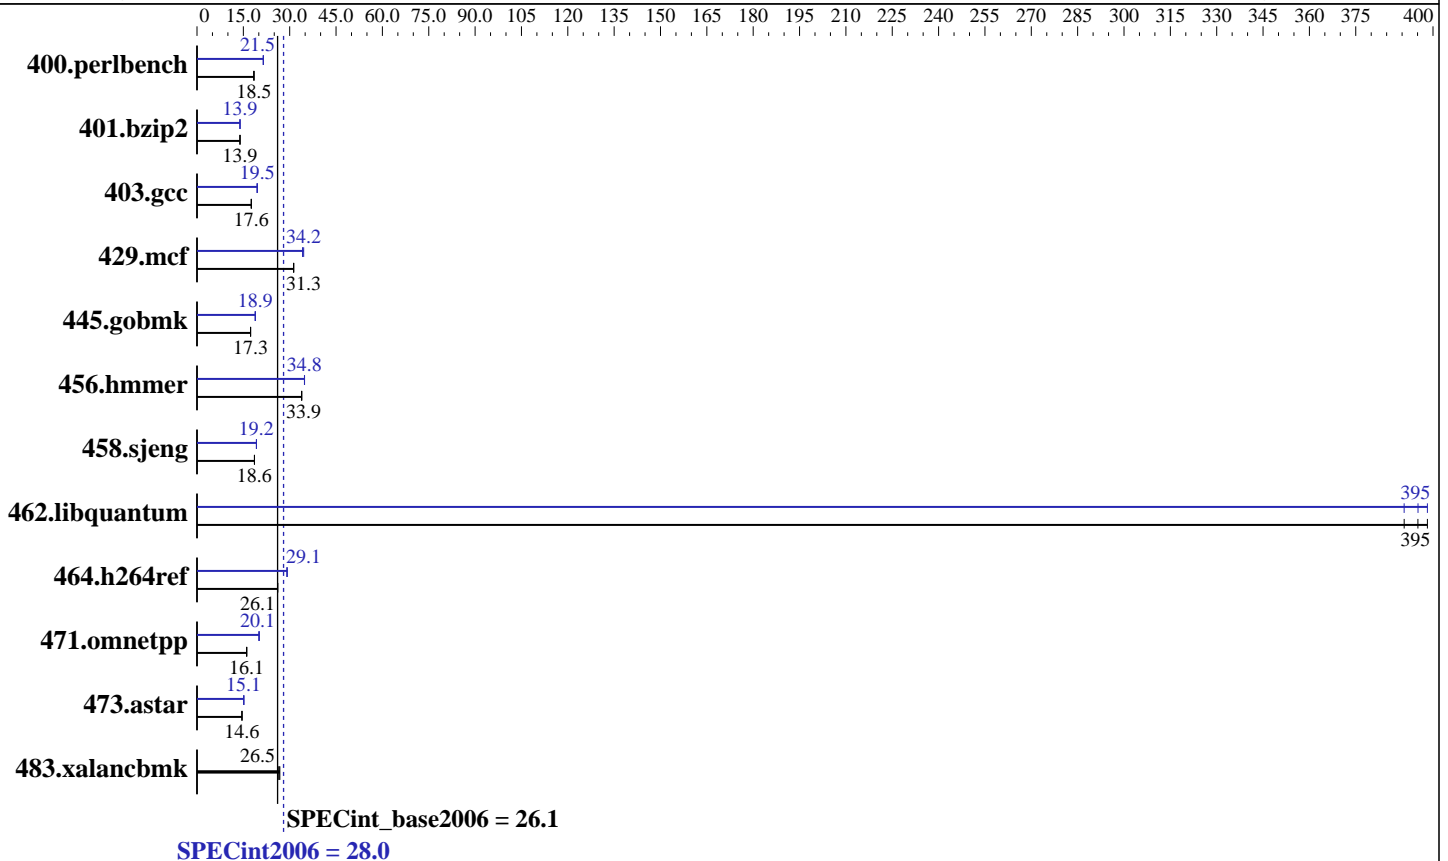 0 15.0 30.0 45.0 60.0 75.0 90.0 105 120 135 150 165 180 195 210 225 240 255 270 285 300 315 330 345 360 375 400
21.5
400.perlbench
18.5
13.9
401.bzip2
13.9
19.5
403.gcc
17.6
34.2
429.mcf
31.3
18.9
445.gobmk
17.3
34.8
456.hmmer
33.9
19.2
458.sjeng
18.6
395
462.libquantum
395
29.1
464.h264ref
26.1
20.1
471.omnetpp
16.1
15.1
473.astar
14.6
26.5
483.xalancbmk
SPECint_base2006 = 26.1
SPECint2006 = 28.0